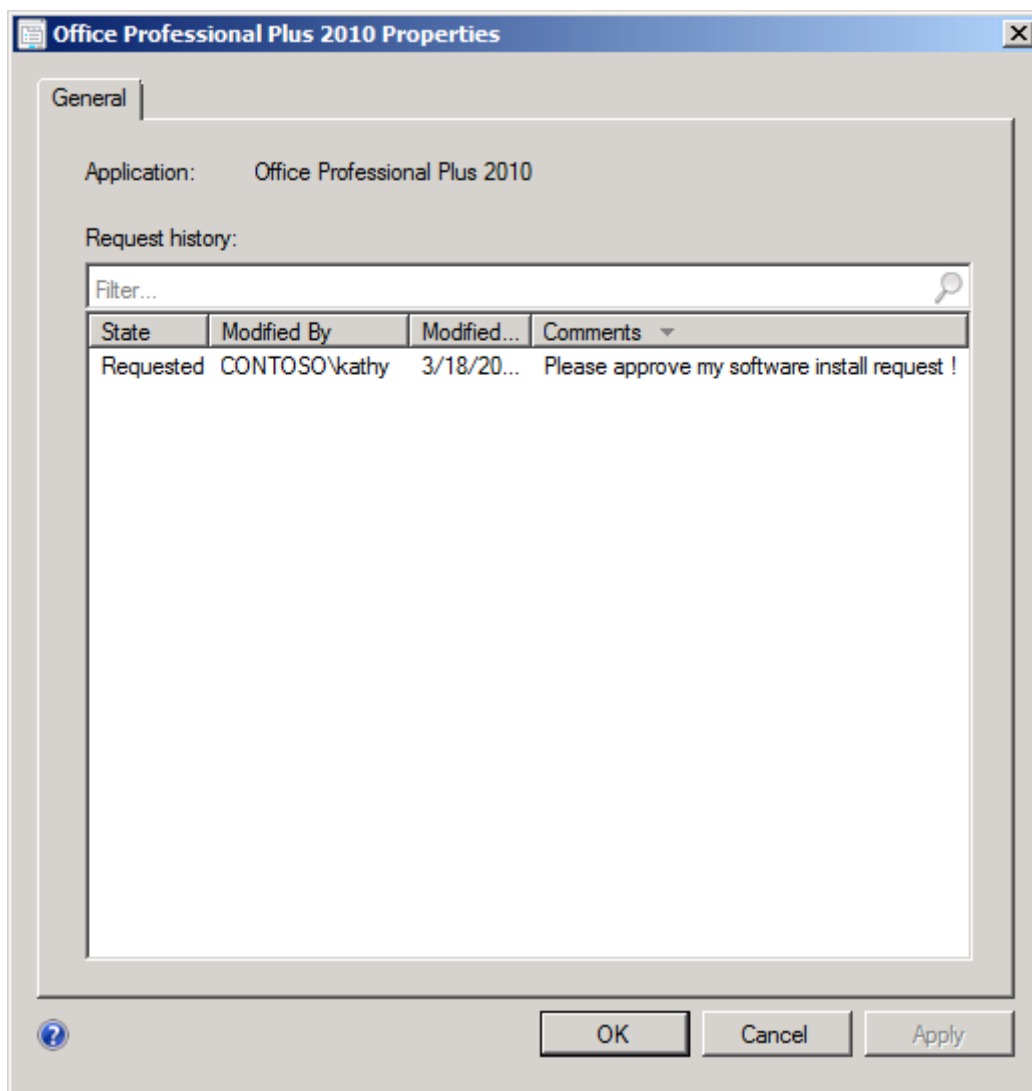 Office Professional Plus 2010 Properties
General
Application: Office Professional Plus 2010
Request history:
Filter...
State Modified By Modified... Comments
Requested CONTOSO\kathy 3/18/20... Please approve my software install request !
OK Cancel Apply